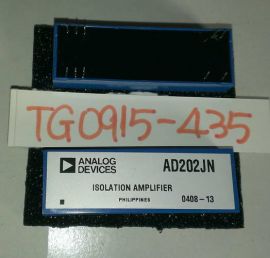 TG0915-435
ANALOG
DEVICES
AD202JN
ISOLATION AMPLIFIER
PHILIPPINES
0408-13